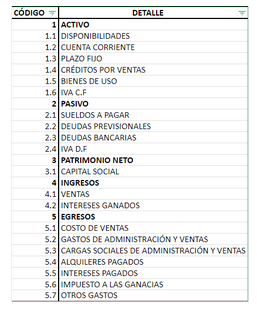 CÓDIGO DETALLE
1 ACTIVO
1.1 DISPONIBILIDADES
1.2 CUENTA CORRIENTE
1.3 PLAZO FIJO
1.4 CRÉDITOS POR VENTAS
1.5 BIENES DE USO
1.6 IVA C.F
2 PASIVO
2.1 SUELDOS A PAGAR
2.2 DEUDAS PREVISIONALES
2.3 DEUDAS BANCARIAS
2.4 IVA D.F
3 PATRIMONIO NETO
3.1 CAPITAL SOCIAL
4 INGRESOS
4.1 VENTAS
4.2 INTERESES GANADOS
5 EGRESOS
5.1 COSTO DE VENTAS
5.2 GASTOS DE ADMINISTRACIÓN Y VENTAS
5.3 CARGAS SOCIALES DE ADMINISTRACIÓN Y VENTAS
5.4 ALQUILERES PAGADOS
5.5 INTERESES PAGADOS
5.6 IMPUESTO A LAS GANACIAS
5.7 OTROS GASTOS